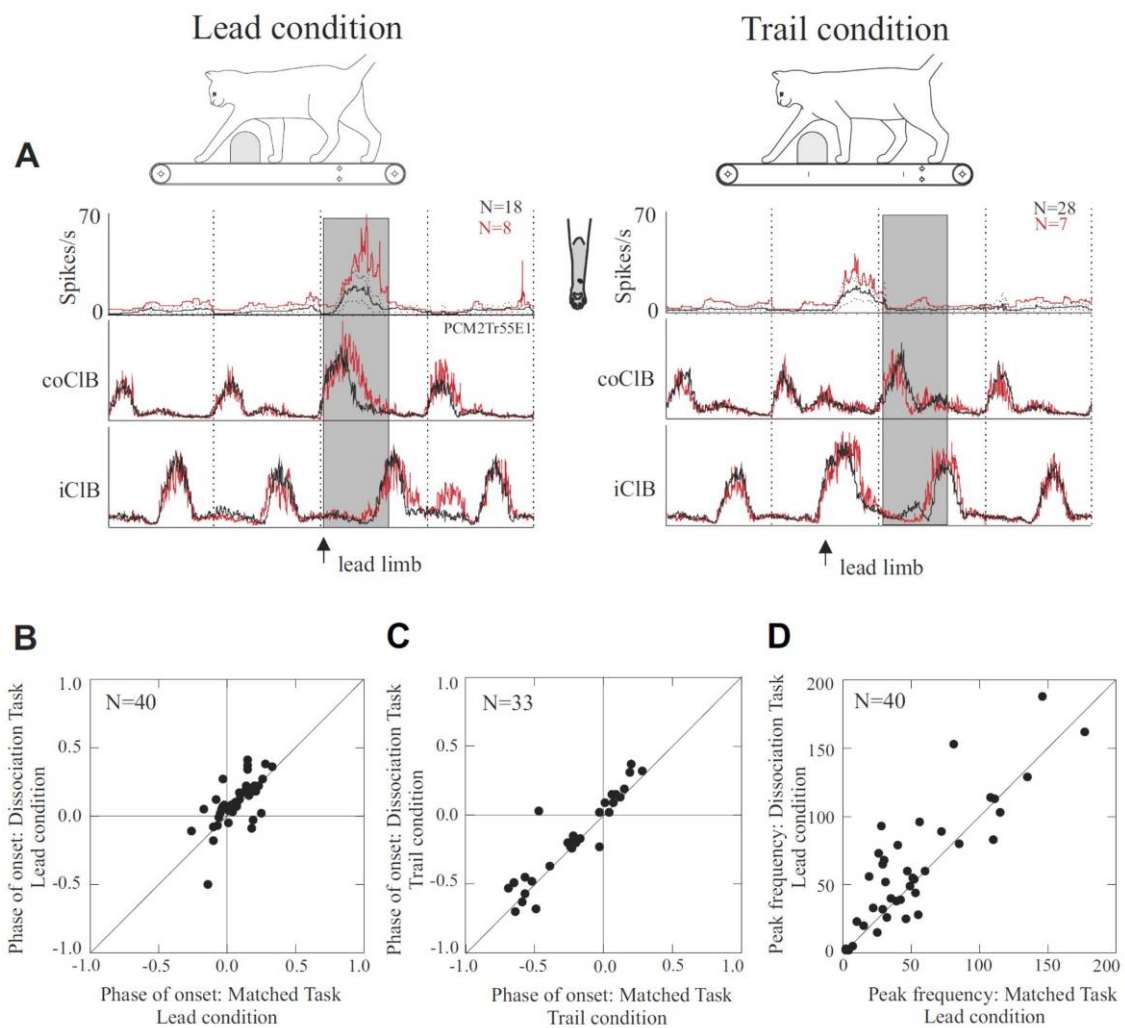 Lead condition
Trail condition
A
Spikes/s
70
0
N=18
N=8
PCM2Tr55E1
coClB
iClB
lead limb
Spikes/s
70
0
N=28
N=7
coClB
iClB
lead limb
B
N=40
1.0
0.5
0.0
-0.5
-1.0
-1.0 -0.5 0.0 0.5 1.0
Phase of onset: Dissociation Task
Lead condition
Phase of onset: Matched Task
Lead condition
C
N=33
1.0
0.5
0
-0.5
-1.0
-1.0 -0.5 0.0 0.5 1.0
Phase of onset: Dissociation Task
Trail condition
Phase of onset: Matched Task
Trail condition
D
N=40
200
150
100
50
0
0 50 100 150 200
Peak frequency: Dissociation Task
Lead condition
Peak frequency: Matched Task
Lead condition